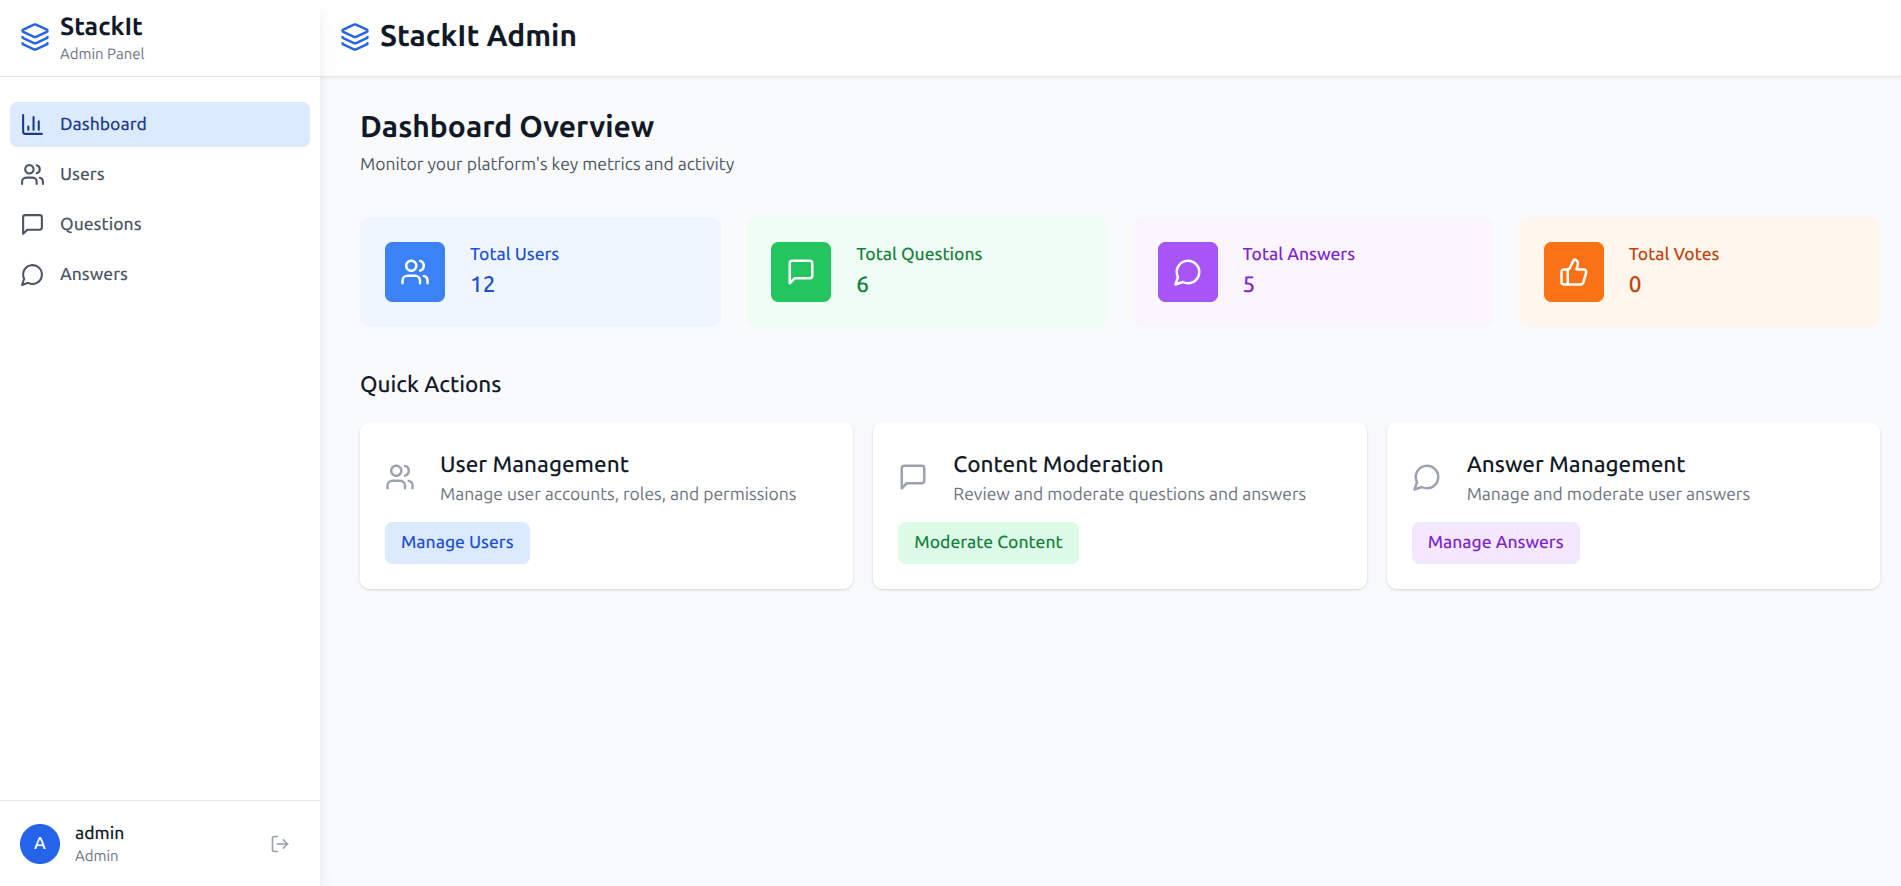 StackIt
Admin Panel
Dashboard
Users
Questions
Answers
A
admin
Admin
StackIt Admin
Dashboard Overview
Monitor your platform's key metrics and activity
Total Users
12
Total Questions
6
Total Answers
5
Total Votes
0
Quick Actions
User Management
Manage user accounts, roles, and permissions
Manage Users
Content Moderation
Review and moderate questions and answers
Moderate Content
Answer Management
Manage and moderate user answers
Manage Answers